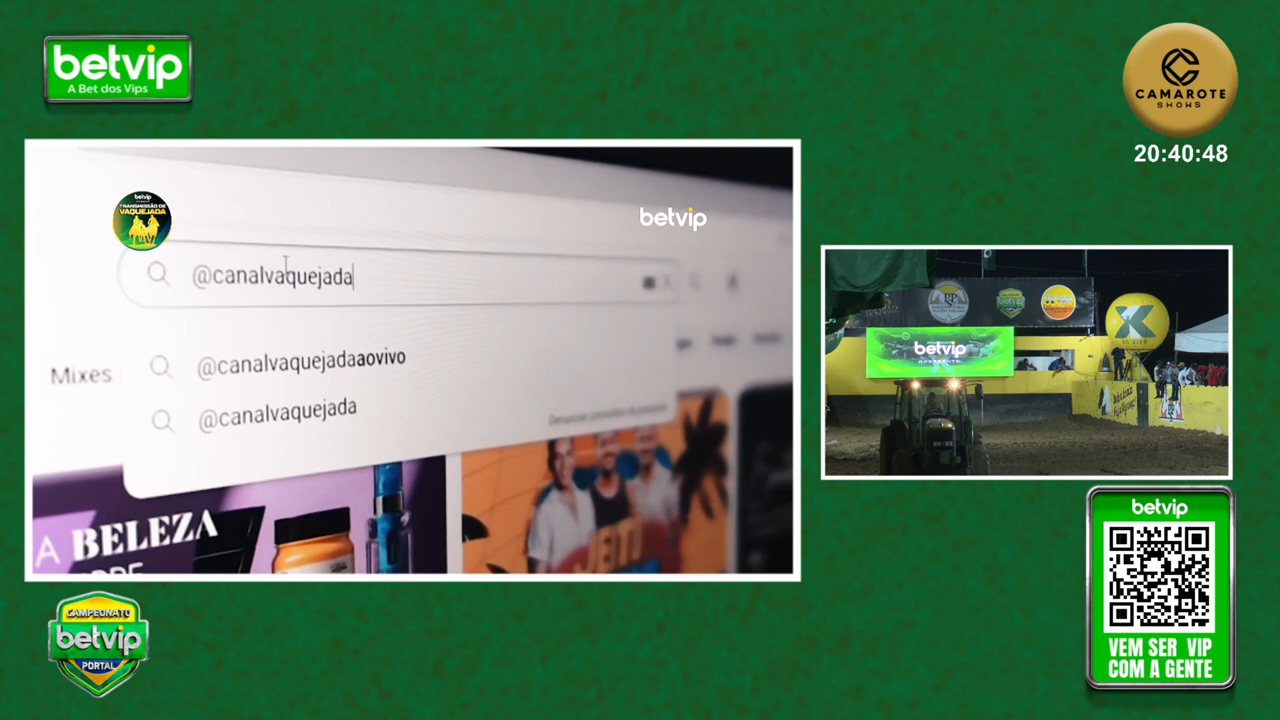 betvip
A Bet dos Vips
CAMAROTE
SHOWS
20:40:48
betvip
TRANSMISSÃO DE
VAQUEJADA
betvip
@canalvaquejada
@canalvaquejadaaovivo
@canalvaquejada
Mixes
A BELEZA
betvip
CAMPEONATO
betvip
PORTAL
betvip
VEM SER VIP
COM A GENTE